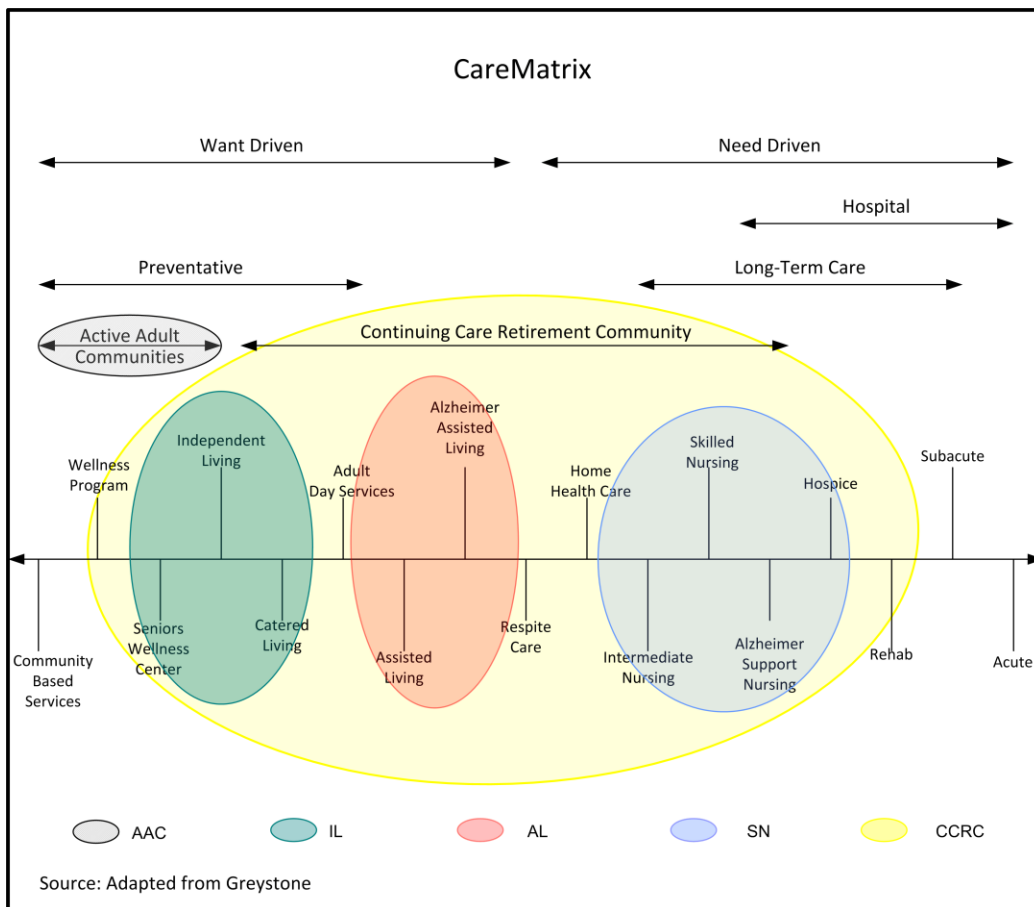 CareMatrix
Want Driven
Need Driven
Hospital
Preventative
Long-Term Care
Active Adult
Communities
Continuing Care Retirement Community
Wellness
Program
Independent
Living
Adult
Day Services
Alzheimer
Assisted
Living
Home
Health Care
Skilled
Nursing
Hospice
Subacute
Community
Based
Services
Seniors
Wellness
Center
Catered
Living
Assisted
Living
Respite
Care
Intermediate
Nursing
Alzheimer
Support
Nursing
Rehab
Acute
AAC
IL
AL
SN
CCRC
Source: Adapted from Greystone